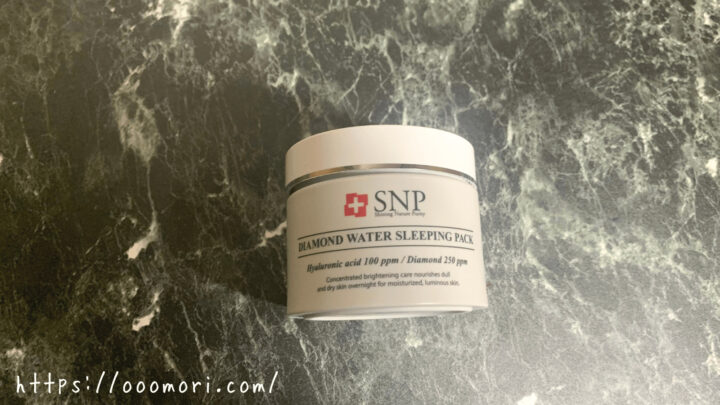 SNP
Shining Nature Purity
DIAMOND WATER SLEEPING PACK
Hyaluronic acid 100 ppm / Diamond 250 ppm
Concentrated brightening care nourishes dull
and dry skin overnight for moisturized, luminous skin.
https://ooomori.com/